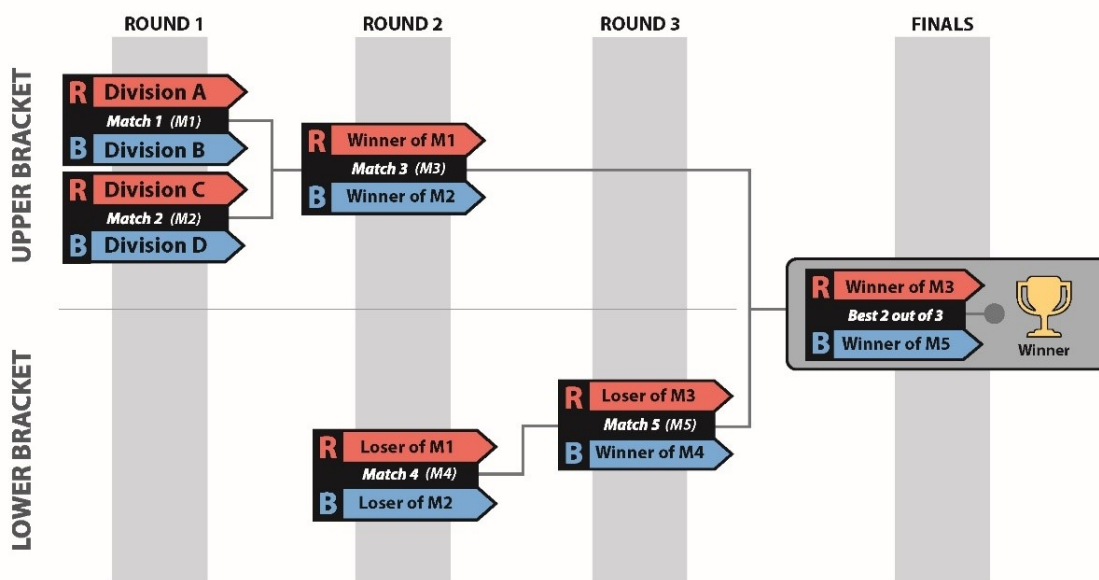 ROUND 1
ROUND 2
ROUND 3
FINALS
UPPER BRACKET
R Division A
Match 1 (M1)
B Division B
R Division C
Match 2 (M2)
B Division D
R Winner of M1
Match 3 (M3)
B Winner of M2
R Winner of M3
Best 2 out of 3
B Winner of M5
Winner
LOWER BRACKET
R Loser of M1
Match 4 (M4)
B Loser of M2
R Loser of M3
Match 5 (M5)
B Winner of M4